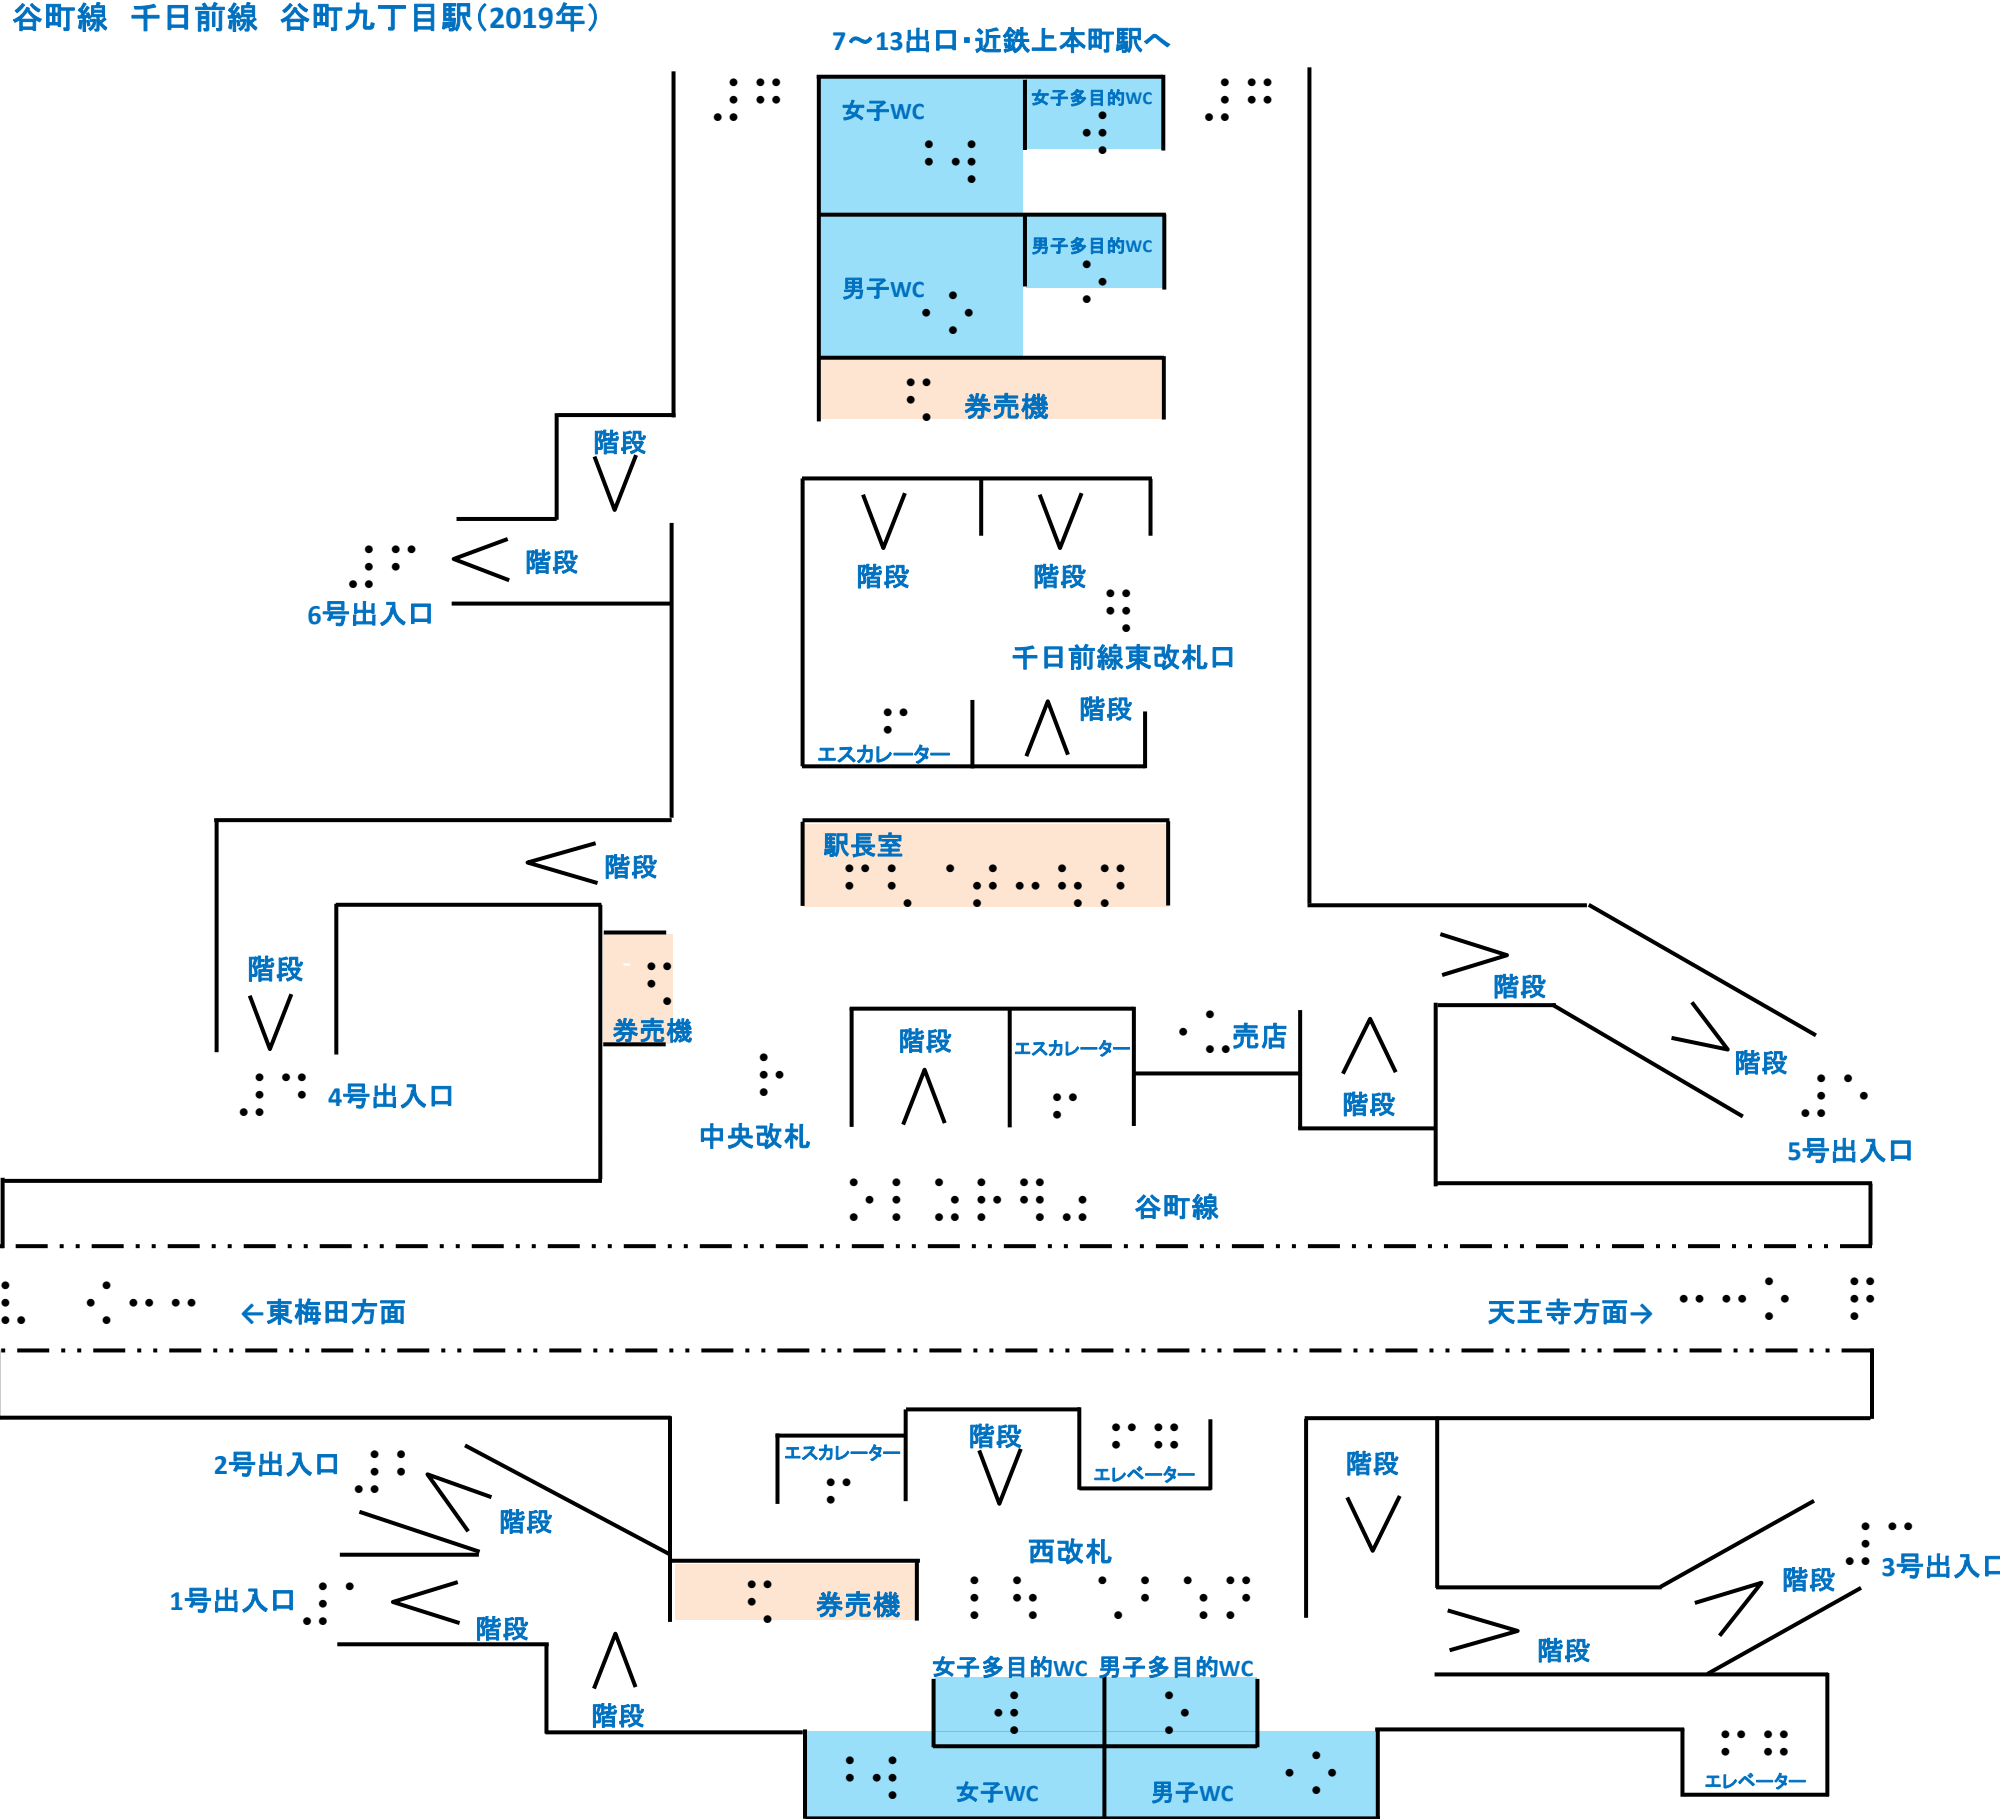 谷町線　千日前線　谷町九丁目駅(2019年)
7～13出口・近鉄上本町駅へ
⠼⠛
女子WC
女子多目的WC
⠼⠛
⠃⠺
⠺
男子WC
男子多目的WC
⠪⠕
⠡
⠫
券売機
階段
階段
⠼⠋
6号出入口
階段
階段
⠻
千日前線東改札口
階段
⠋
エスカレーター
駅長室
階段
券売機
階段
階段
階段
⠼⠙
4号出入口
階段
エスカレーター
⠋
売店
階段
中央改札
⠗
⠼⠑
5号出入口
谷町線
←東梅田方面
天王寺方面→
2号出入口
⠼⠃
階段
エスカレーター
⠋
階段
エレベーター
⠋⠛
階段
西改札
1号出入口
⠼⠁
階段
⠫
券売機
3号出入口
⠼⠉
階段
階段
女子多目的WC
男子多目的WC
階段
⠺
⠕
⠃⠺
女子WC
男子WC
⠪⠕
エレベーター
⠋⠛